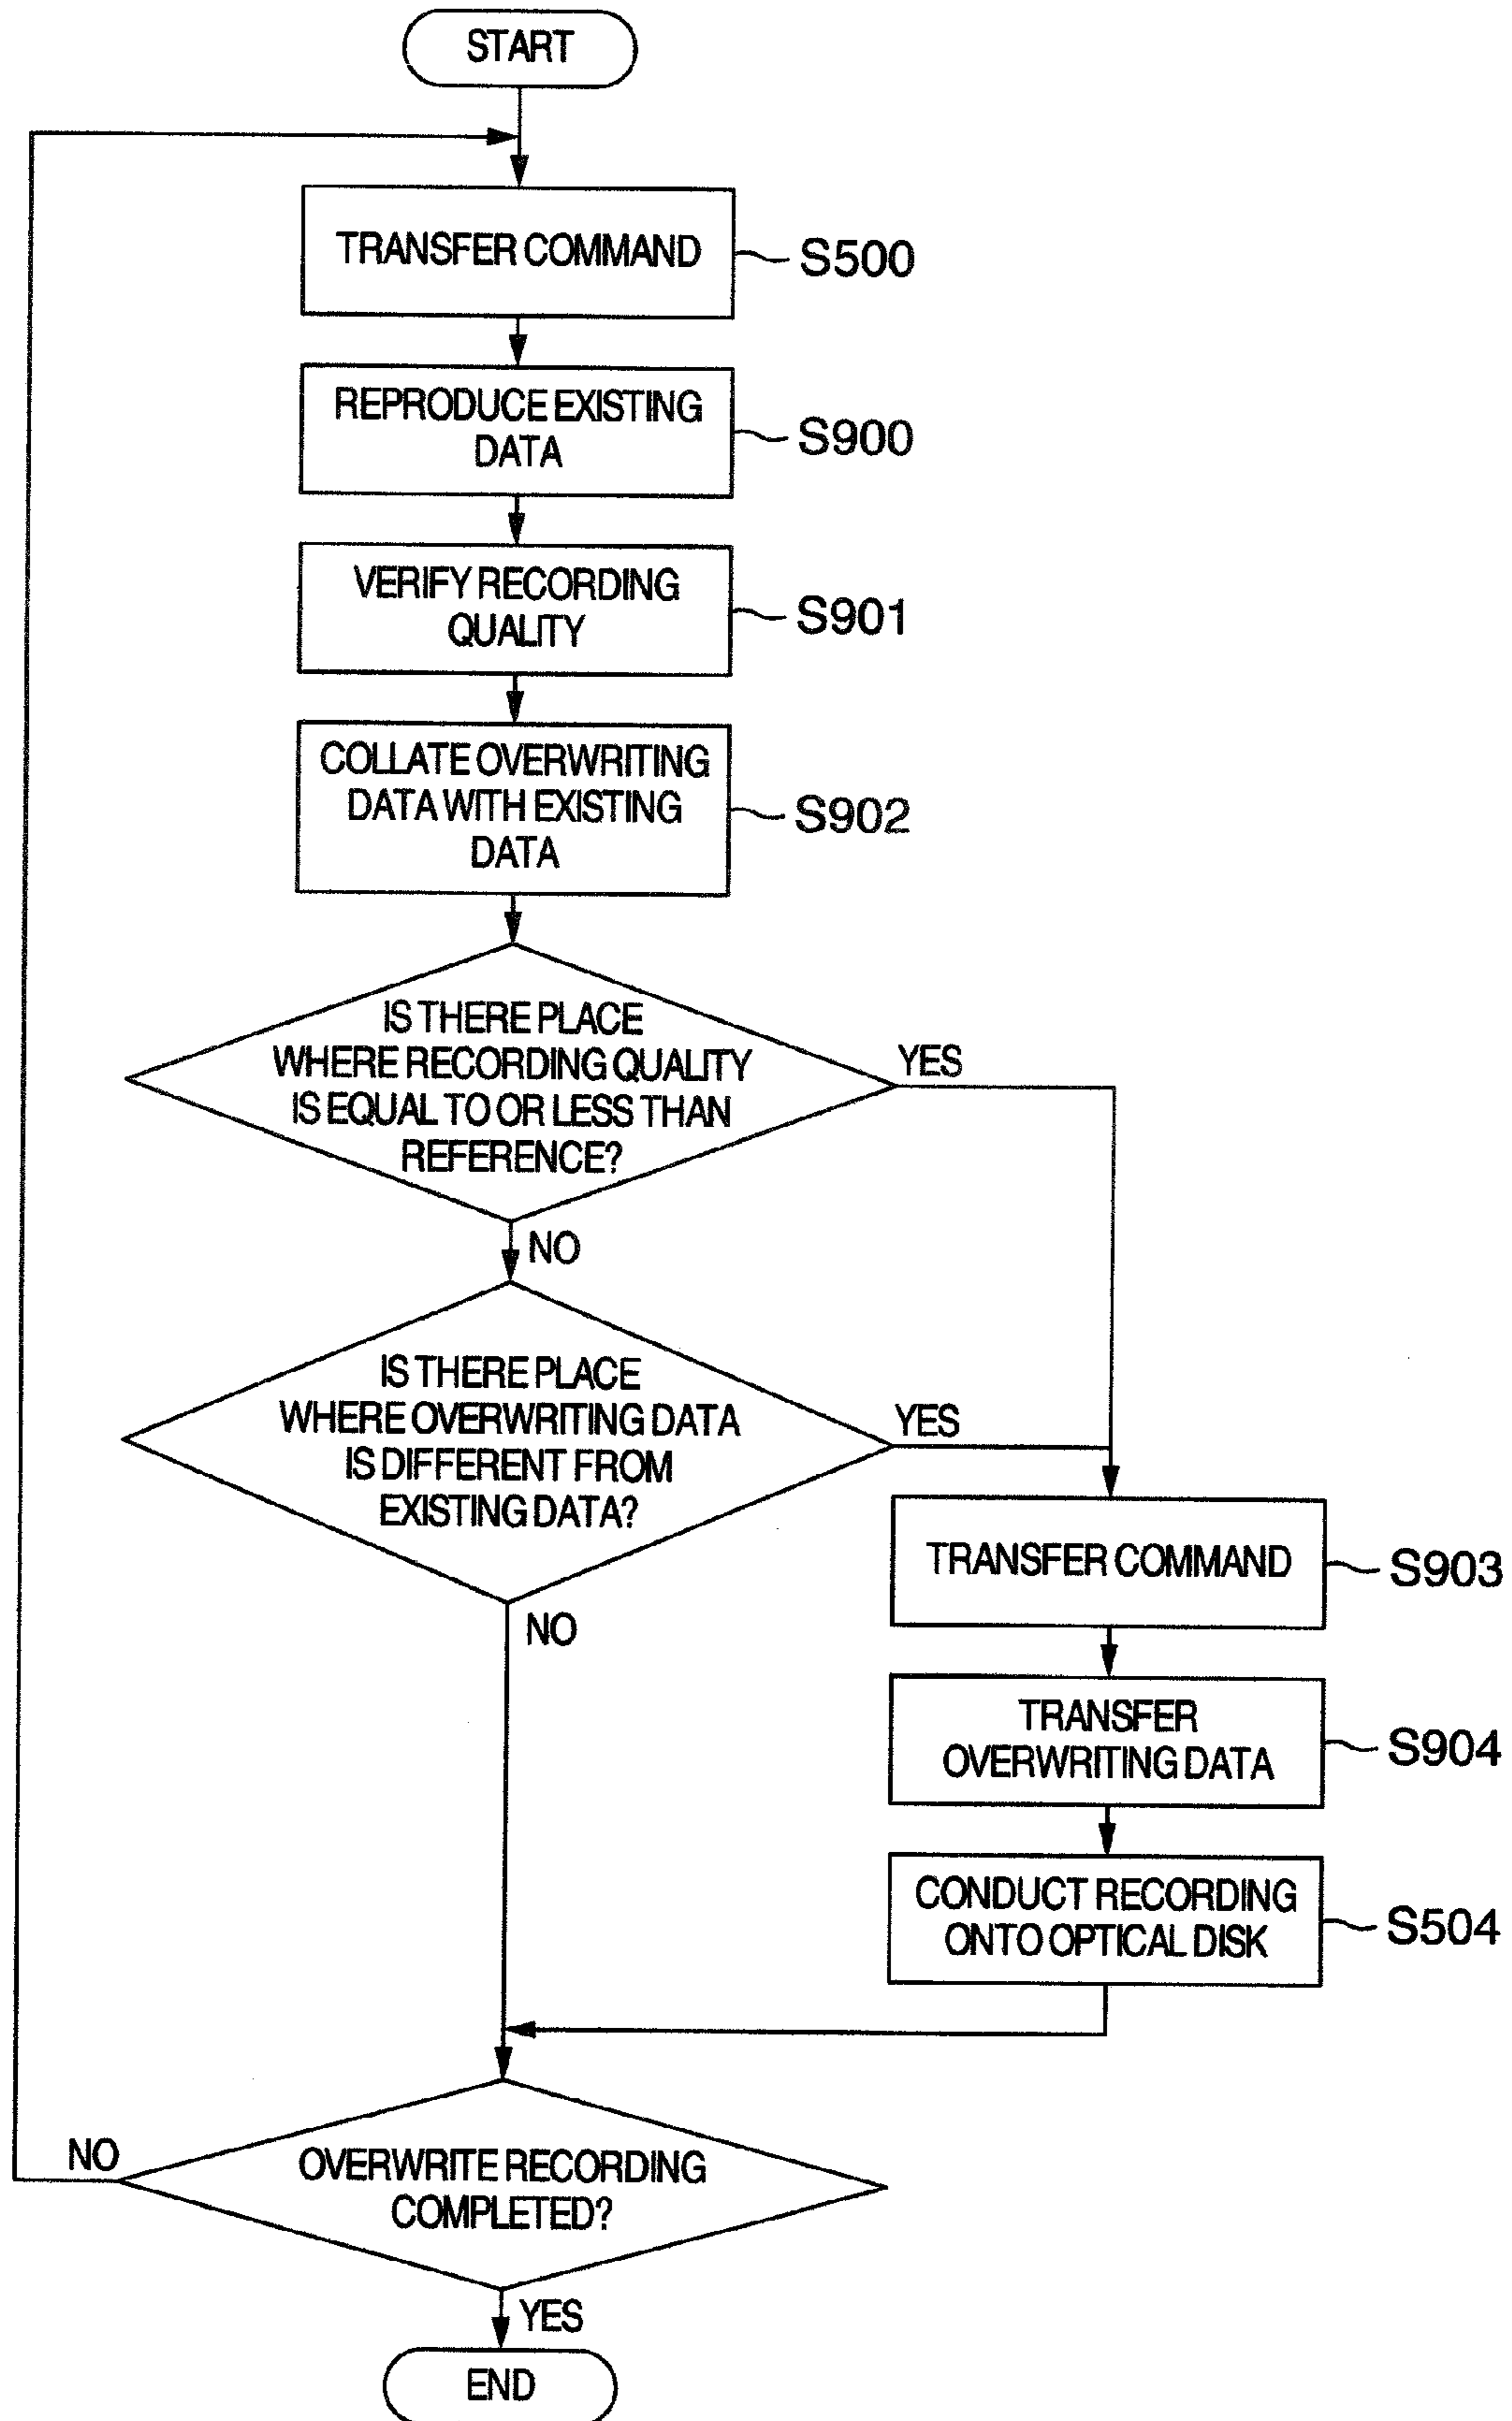 START
TRANSFER COMMAND
S500
REPRODUCE EXISTING
DATA
S900
VERIFY RECORDING
QUALITY
S901
COLLATE OVERWRITING
DATA WITH EXISTING
DATA
S902
IS THERE PLACE
WHERE RECORDING QUALITY
IS EQUAL TO OR LESS THAN
REFERENCE?
YES
NO
IS THERE PLACE
WHERE OVERWRITING DATA
IS DIFFERENT FROM
EXISTING DATA?
YES
NO
TRANSFER COMMAND
S903
TRANSFER
OVERWRITING DATA
S904
CONDUCT RECORDING
ONTO OPTICAL DISK
S504
OVERWRITE RECORDING
COMPLETED?
NO
YES
END